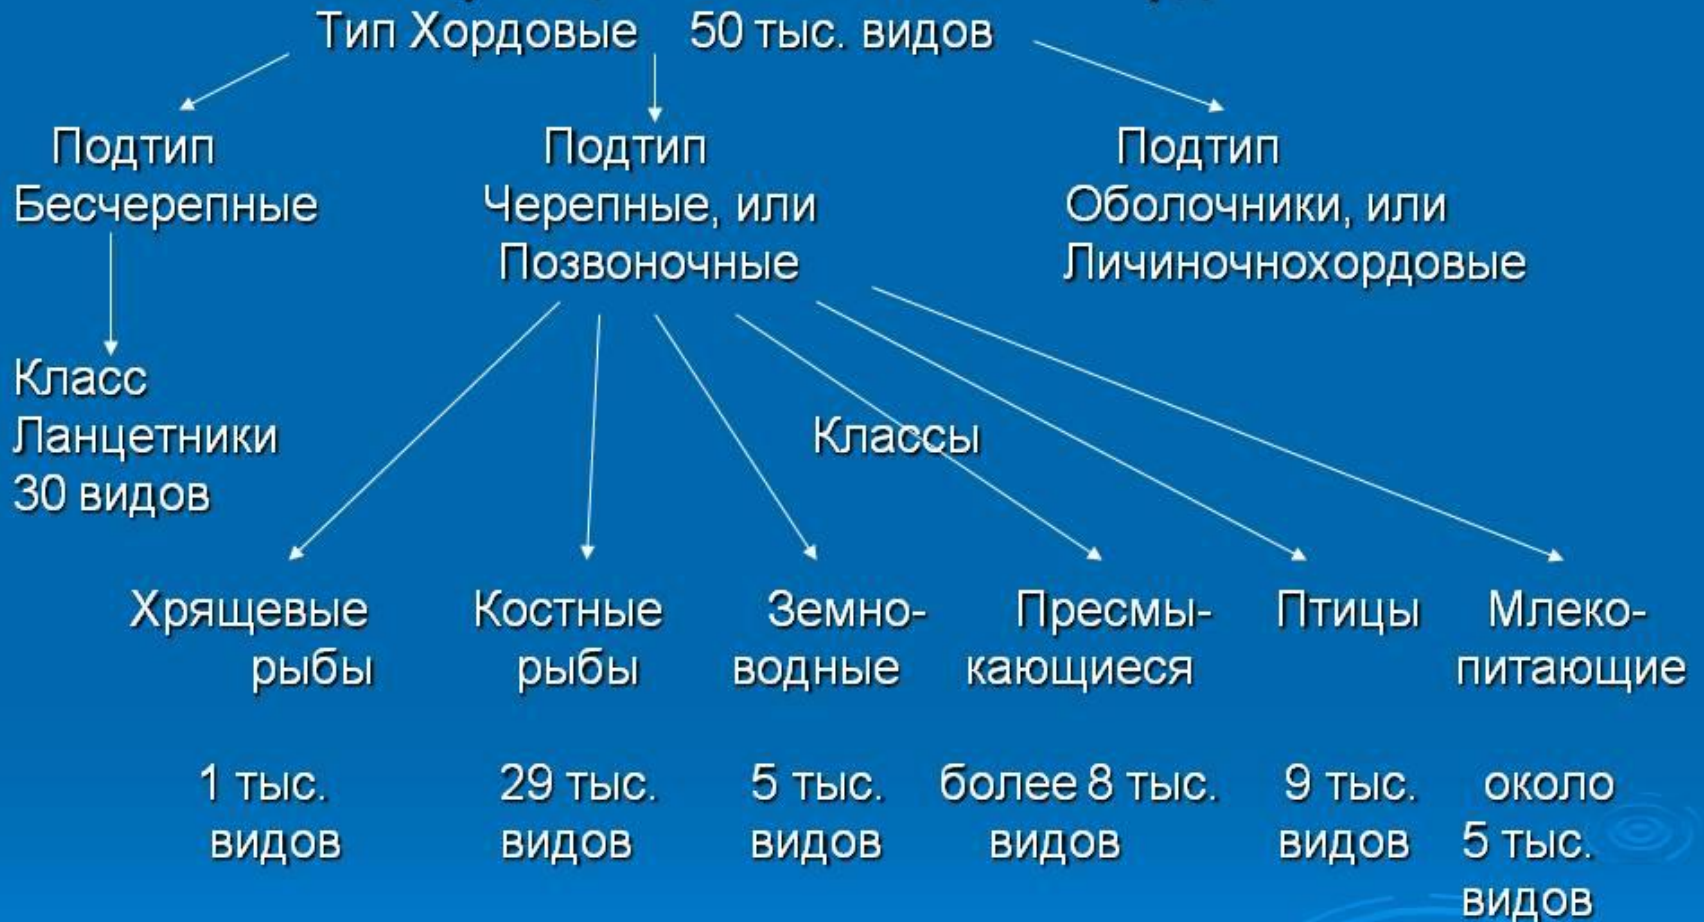 Тип Хордовые 50 тыс. видов
Подтип
Бесчерепные
Подтип
Черепные, или
Позвоночные
Подтип
Оболочники, или
Личиночнохордовые
Класс
Ланцетники
30 видов
Классы
Хрящевые
рыбы
Костные
рыбы
Земно-
водные
Пресмы-
кающиеся
Птицы
Млеко-
питающие
1 тыс.
видов
29 тыс.
видов
5 тыс.
видов
более 8 тыс.
видов
9 тыс.
видов
около
5 тыс.
видов